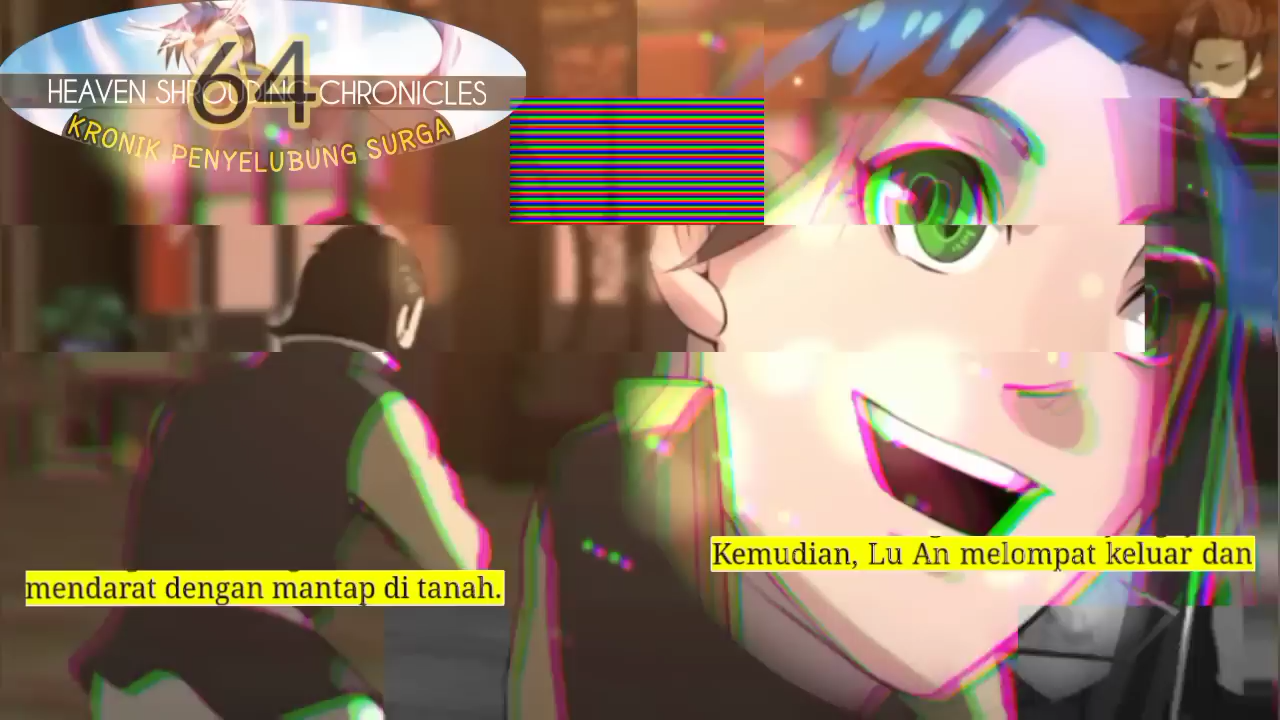 64
HEAVEN SHROUDING CHRONICLES
KRONIK PENYELUBUNG SURGA
Kemudian, Lu An melompat keluar dan
mendarat dengan mantap di tanah.